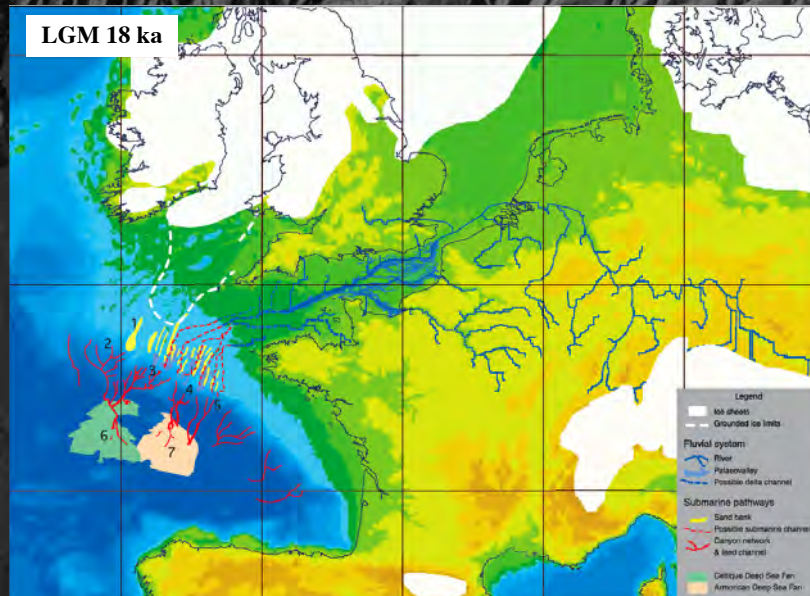 LGM 18 ka
1
2
3
4
5
6
7
Legend
Ice sheets
Grounded ice limits
Fluvial system
River
Palaeovalley
Possible delta channel
Submarine pathways
Sand bank
Possible submarine channel
Canyon network
& feed channel
Celtique Deep Sea Fan
Armorican Deep Sea Fan